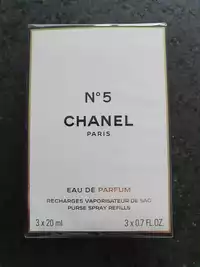 N°5
CHANEL
PARIS
EAU DE PARFUM
RECHARGES VAPORISATEUR DE SAC
PURSE SPRAY REFILLS
3 x 20 ml 3 x 0.7 FL. OZ.